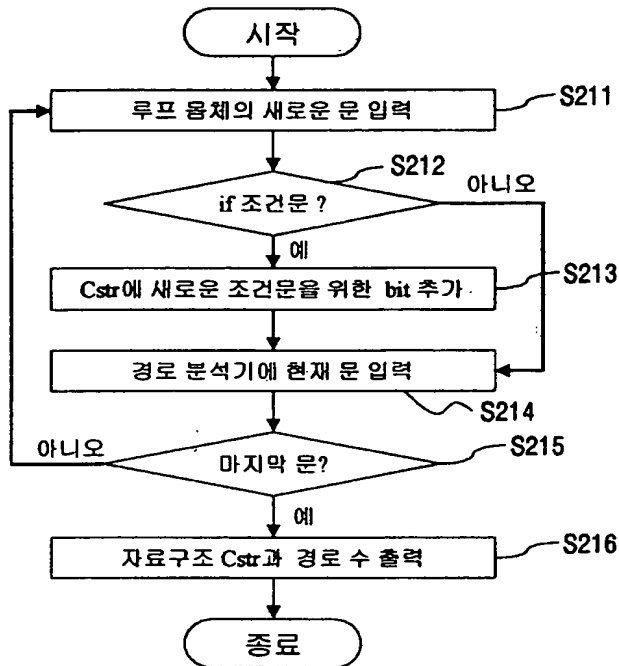 시작
루프 몸체의 새로운 문 입력
S211
S212
if 조건문 ?
아니오
예
Cstr에 새로운 조건문을 위한 bit 추가
S213
경로 분석기에 현재 문 입력
S214
아니오
마지막 문?
S215
예
자료구조 Cstr과 경로 수 출력
S216
종료